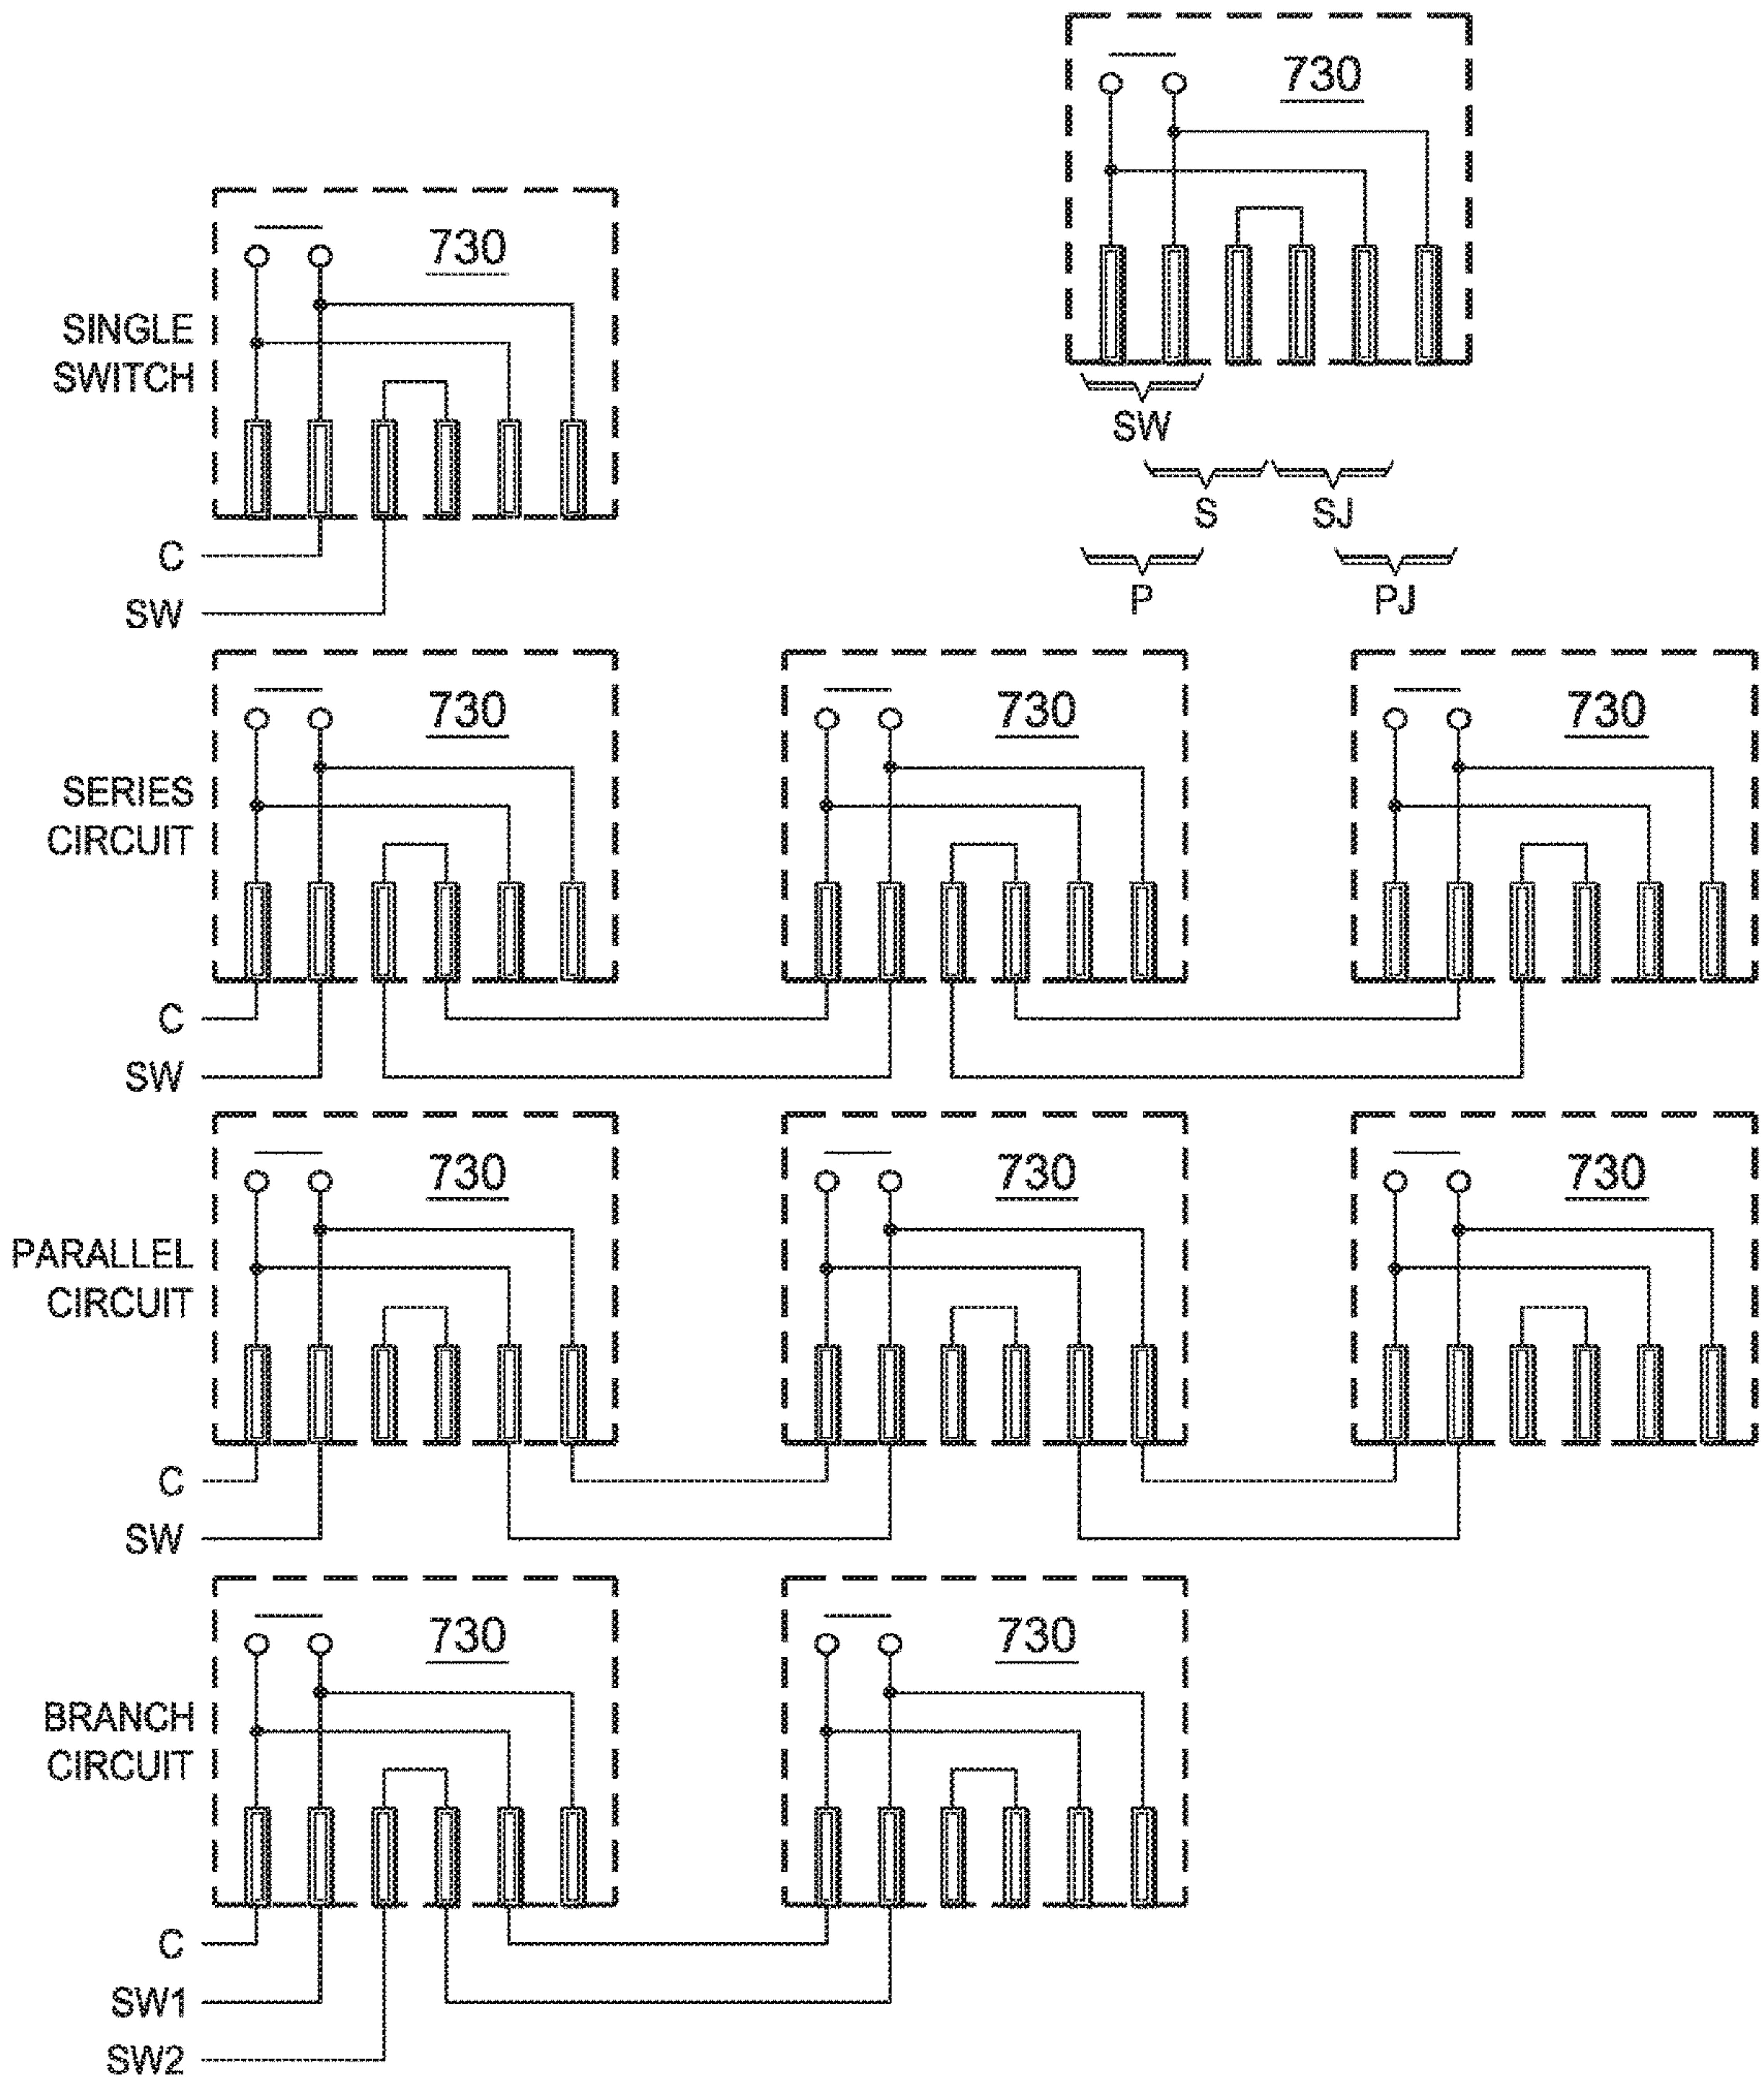 730
730
SINGLE
SWITCH
SW
S SJ
C
P PJ
SW
730 730 730
SERIES
CIRCUIT
C
SW
730 730 730
PARALLEL
CIRCUIT
C
SW
730 730
BRANCH
CIRCUIT
C
SW1
SW2